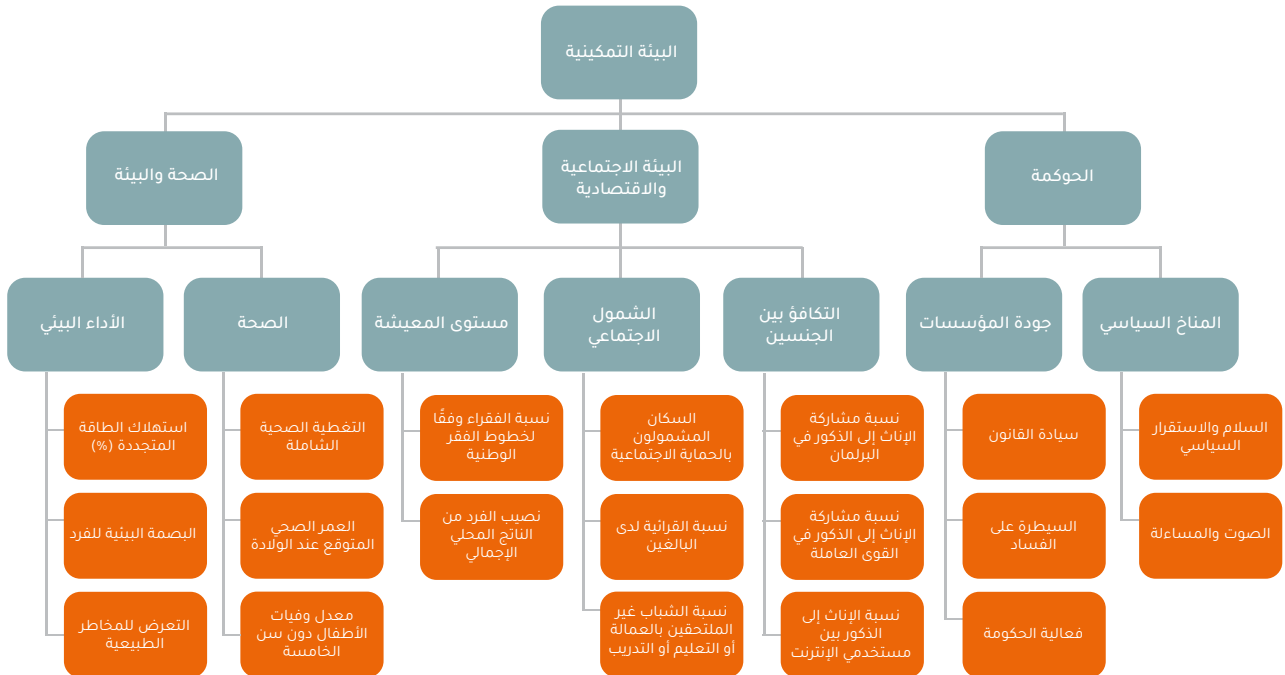 البيئة التمكينية
الحوكمة
البيئة الاجتماعية
والاقتصادية
الصحة والبيئة
المناخ السياسي
جودة المؤسسات
التكافؤ بين
الجنسين
الشمول
الاجتماعي
مستوى المعيشة
الصحة
الأداء البيئي
السلام والاستقرار
السياسي
الصوت والمساءلة
سيادة القانون
السيطرة على
الفساد
فعالية الحكومة
نسبة مشاركة
الإناث إلى الذكور في
البرلمان
نسبة مشاركة
الإناث إلى الذكور في
القوى العاملة
نسبة الإناث إلى
الذكور بين
مستخدمي الإنترنت
السكان
المشمولون
بالحماية الاجتماعية
نسبة القرائية لدى
البالغين
نسبة الشباب غير
الملتحقين بالعمالة
أو التعليم أو التدريب
نسبة الفقراء وفقًا
لخطوط الفقر
الوطنية
نصيب الفرد من
الناتج المحلي
الإجمالي
التغطية الصحية
الشاملة
العمر الصحي
المتوقع عند الولادة
معدل وفيات
الأطفال دون سن
الخامسة
استهلاك الطاقة
المتجددة (%)
البصمة البيئية للفرد
التعرض للمخاطر
الطبيعية